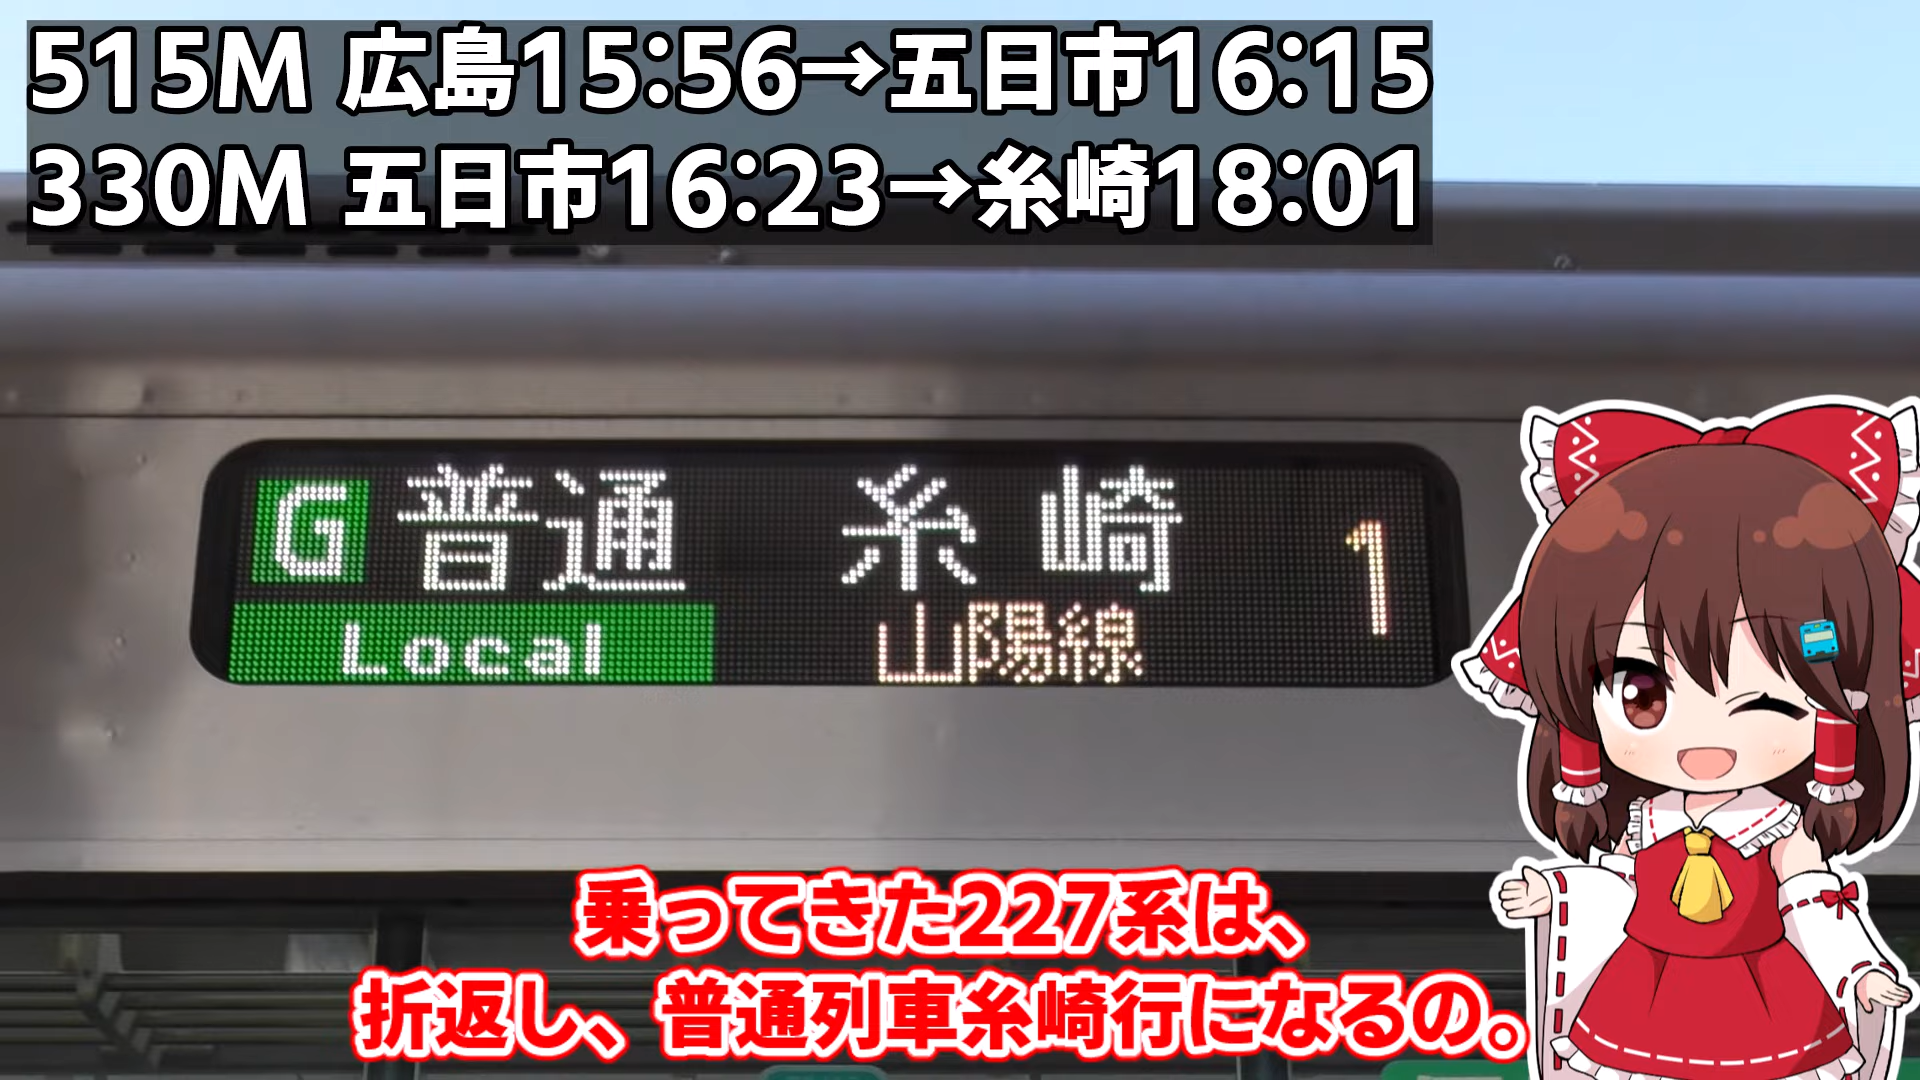 515M 広島15:56→五日市16:15
330M 五日市16:23→糸崎18:01
G 普通 糸崎 1
Local 山陽線
乗ってきた227系は、
折返し、普通列車糸崎行になるの。